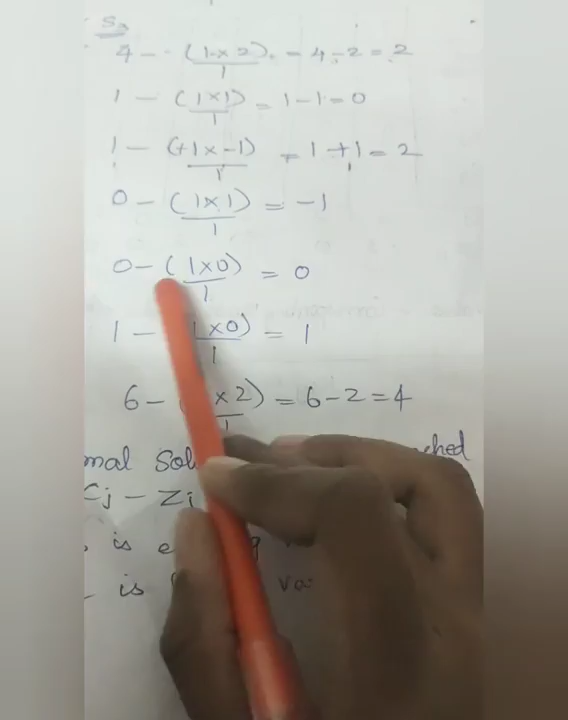 S3
4 - (1×2)/1 = 4-2 = 2
1 - (1×1)/1 = 1-1 = 0
1 - (+1×-1)/1 = 1+1 = 2
0 - (1×1)/1 = -1
0 - (1×0)/1 = 0
1 - 1×0)/1 = 1
6 - ×2)/1 = 6-2 = 4
mal Sol ched
Cj - Zj
is e
is va